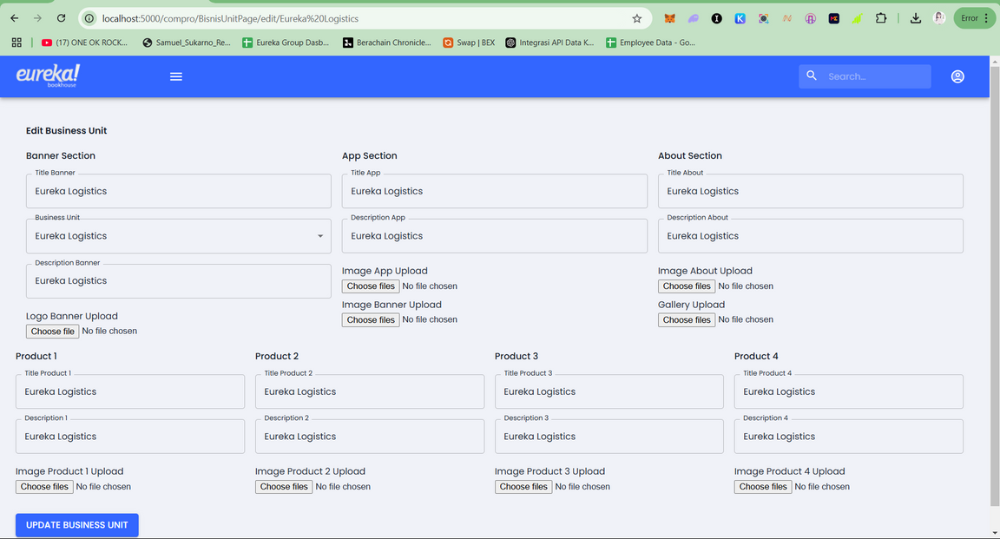 localhost:5000/compro/BisnisUnitPage/edit/Eureka%20Logistics
Error
(17) ONE OK ROCK...
Samuel_Sukarno_Re...
Eureka Group Dasb...
Berachain Chronicle...
Swap | BEX
Integrasi API Data K...
Employee Data - Go...
eureka!
bookhouse
Search...
Edit Business Unit
Banner Section
App Section
About Section
Title Banner
Title App
Title About
Eureka Logistics
Eureka Logistics
Eureka Logistics
Business Unit
Description App
Description About
Eureka Logistics
Eureka Logistics
Eureka Logistics
Description Banner
Eureka Logistics
Image App Upload
Choose files No file chosen
Image About Upload
Choose files No file chosen
Image Banner Upload
Choose files No file chosen
Gallery Upload
Choose files No file chosen
Logo Banner Upload
Choose file No file chosen
Product 1
Product 2
Product 3
Product 4
Title Product 1
Title Product 2
Title Product 3
Title Product 4
Eureka Logistics
Eureka Logistics
Eureka Logistics
Eureka Logistics
Description 1
Description 2
Description 3
Description 4
Eureka Logistics
Eureka Logistics
Eureka Logistics
Eureka Logistics
Image Product 1 Upload
Image Product 2 Upload
Image Product 3 Upload
Image Product 4 Upload
Choose files No file chosen
Choose files No file chosen
Choose files No file chosen
Choose files No file chosen
UPDATE BUSINESS UNIT